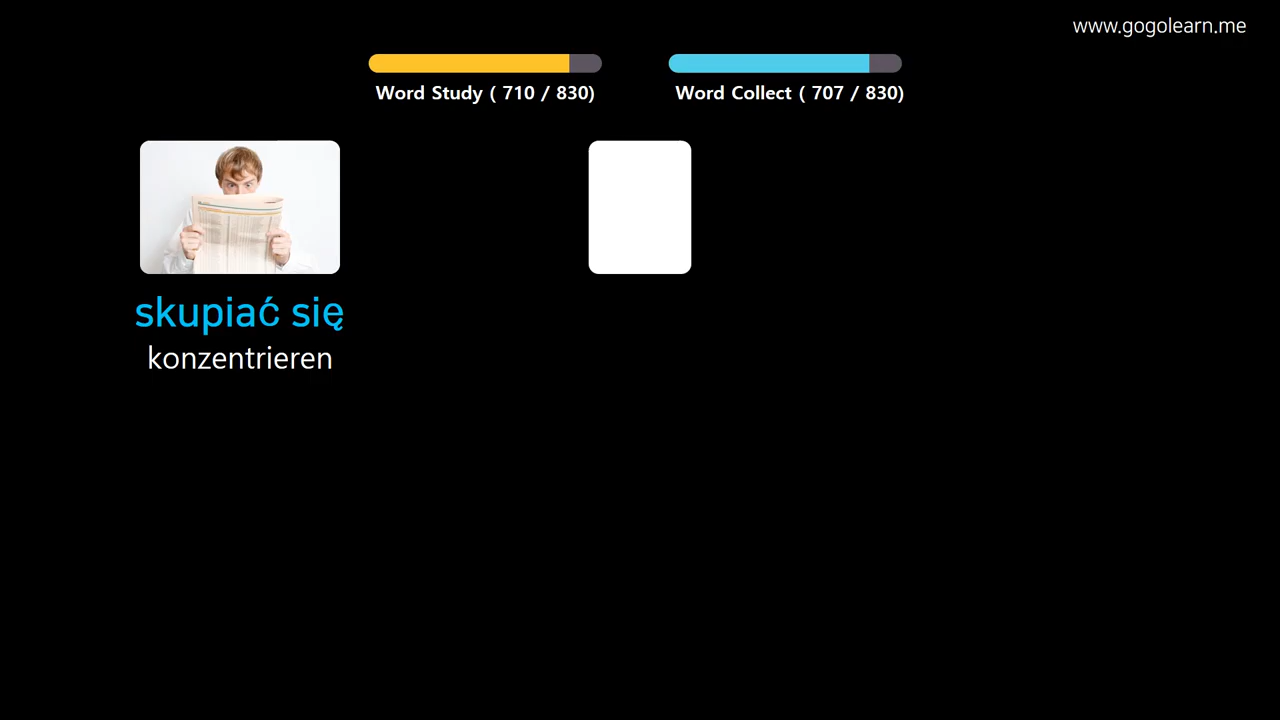 www.gogolearn.me
Word Study ( 710 / 830)
Word Collect ( 707 / 830)
skupiać się
konzentrieren